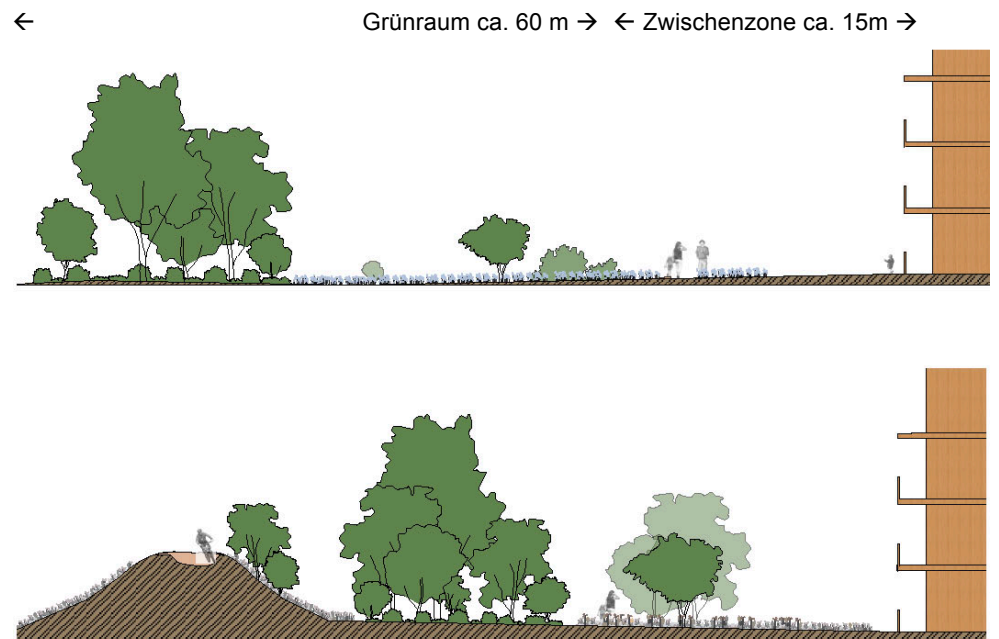 ← Grünraum ca. 60 m → ← Zwischenzone ca. 15m →